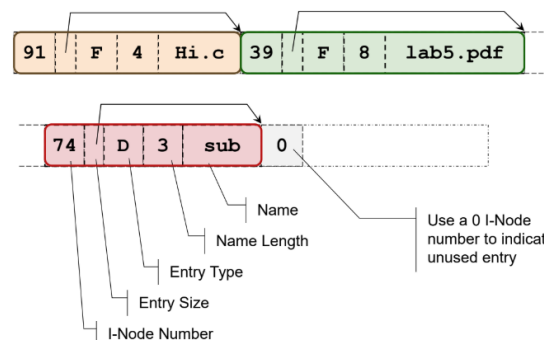 91 F 4 Hi.c 39 F 8 lab5.pdf
74 D 3 sub 0
Name
Name Length
Entry Type
Entry Size
I-Node Number
Use a 0 I-Node
number to indicat
unused entry